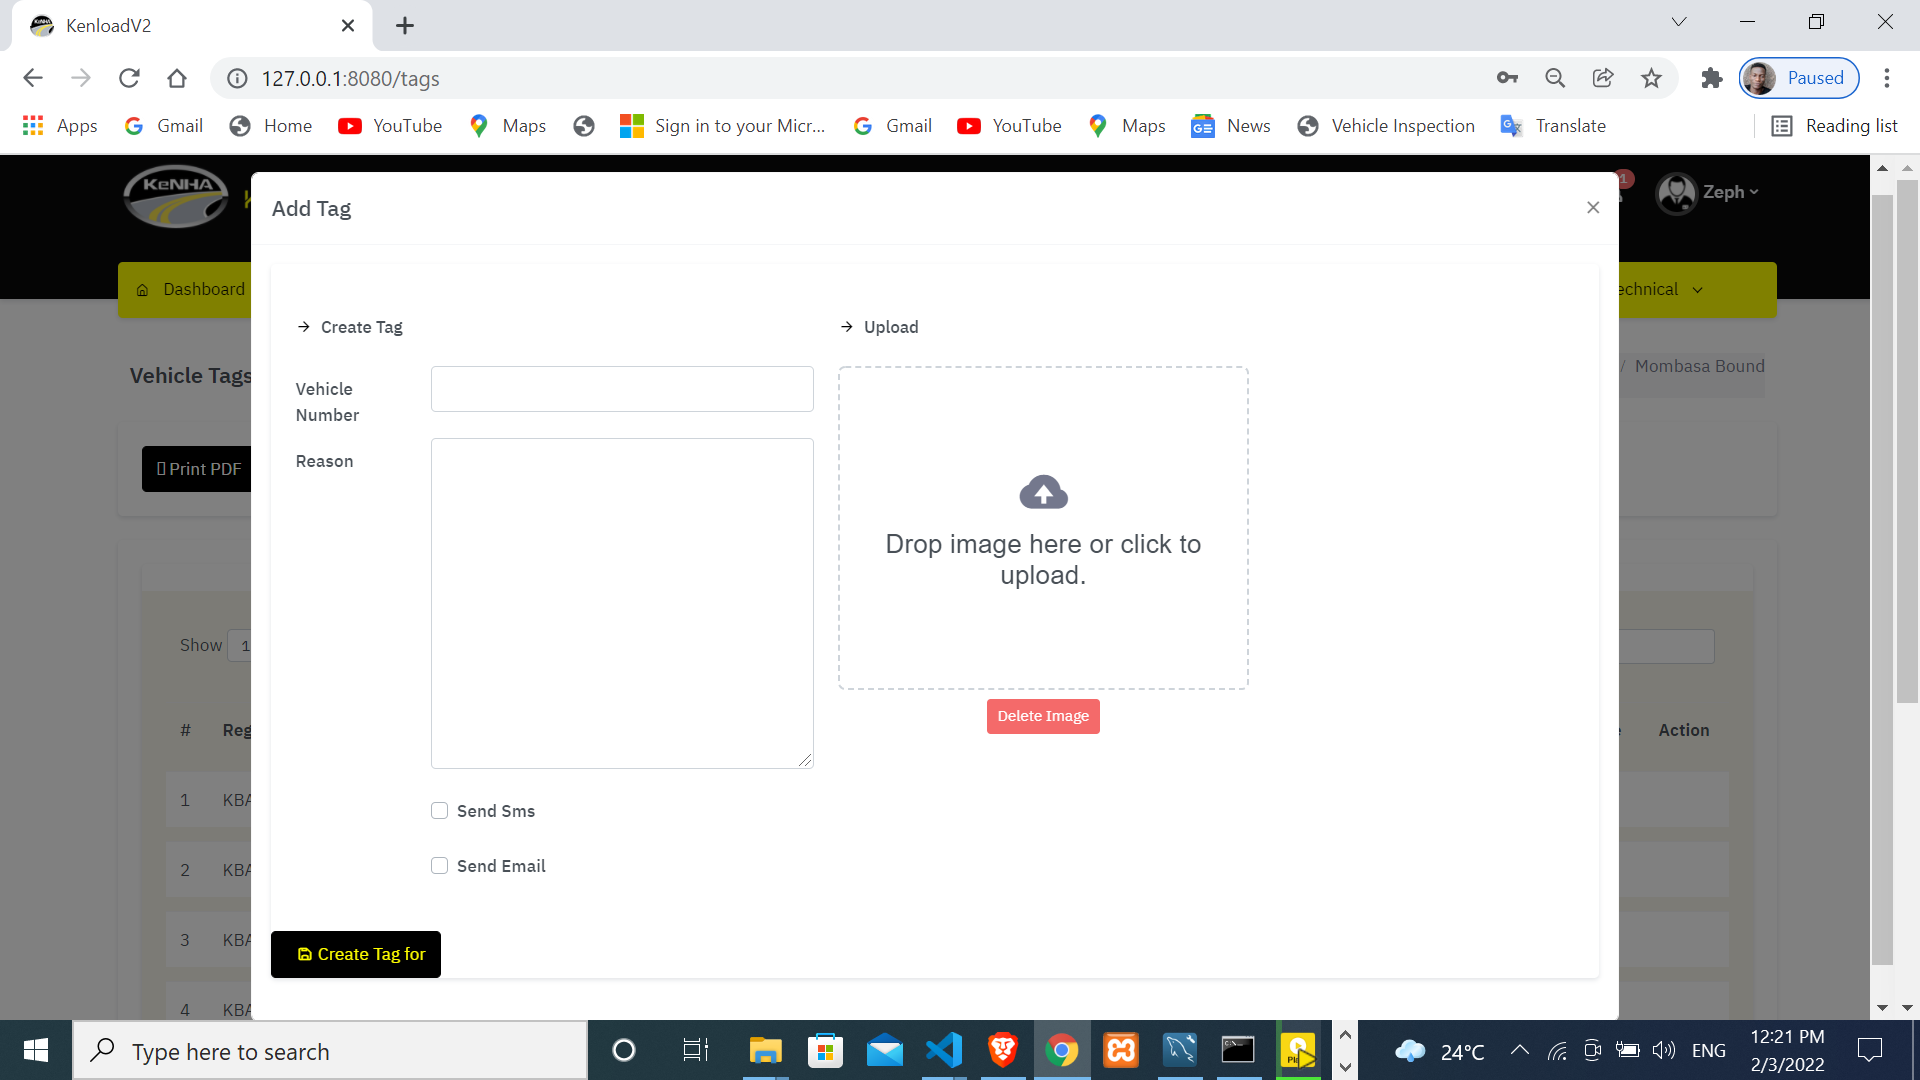 KenloadV2
127.0.0.1:8080/tags
Paused
Apps
Gmail
Home
YouTube
Maps
Sign in to your Micr...
Gmail
YouTube
Maps
News
Vehicle Inspection
Translate
Reading list
KeNHA
Add Tag
1
Zeph
Dashboard
echnical
Create Tag
Upload
Vehicle Tags
/ Mombasa Bound
Vehicle
Number
Reason
Print PDF
Drop image here or click to
upload.
Show 1
Delete Image
#
Reg
Action
1 KBA
Send Sms
2 KBA
Send Email
3 KBA
Create Tag for
4 KBA
Type here to search
24°C
ENG
12:21 PM
2/3/2022